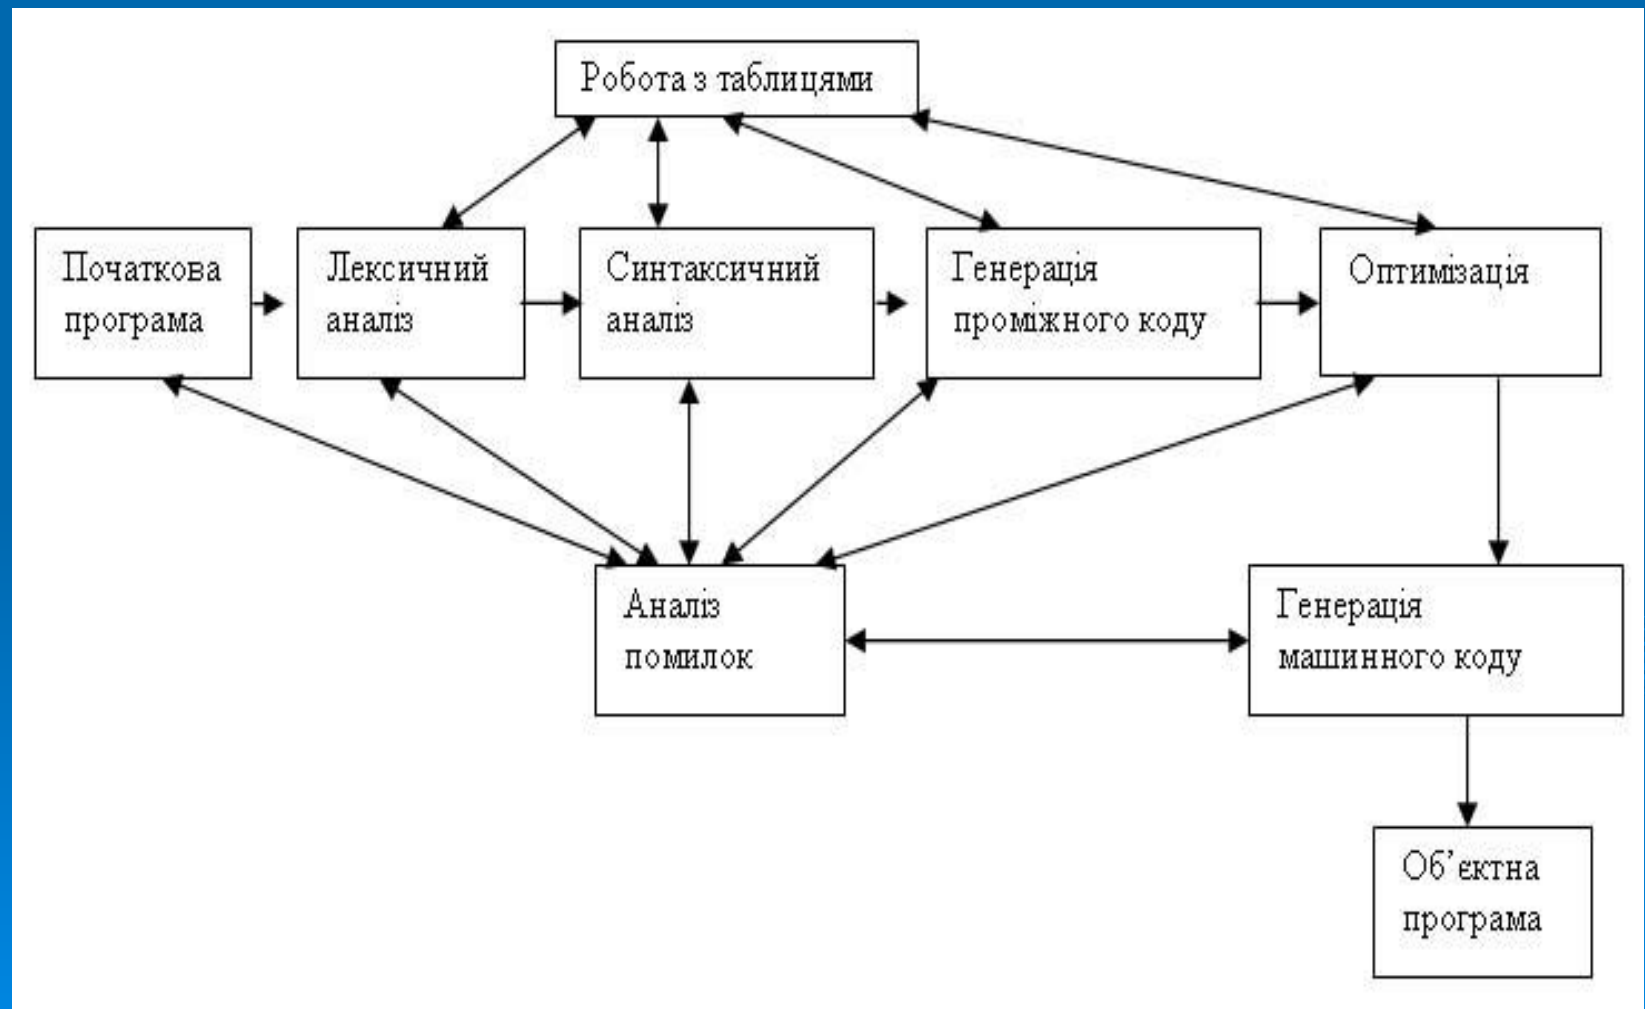 Робота з таблицями
Початкова
програма
Лексичний
аналіз
Синтаксичний
аналіз
Генерація
проміжного коду
Оптимізація
Аналіз
помилок
Генерація
машинного коду
Об’єктна
програма